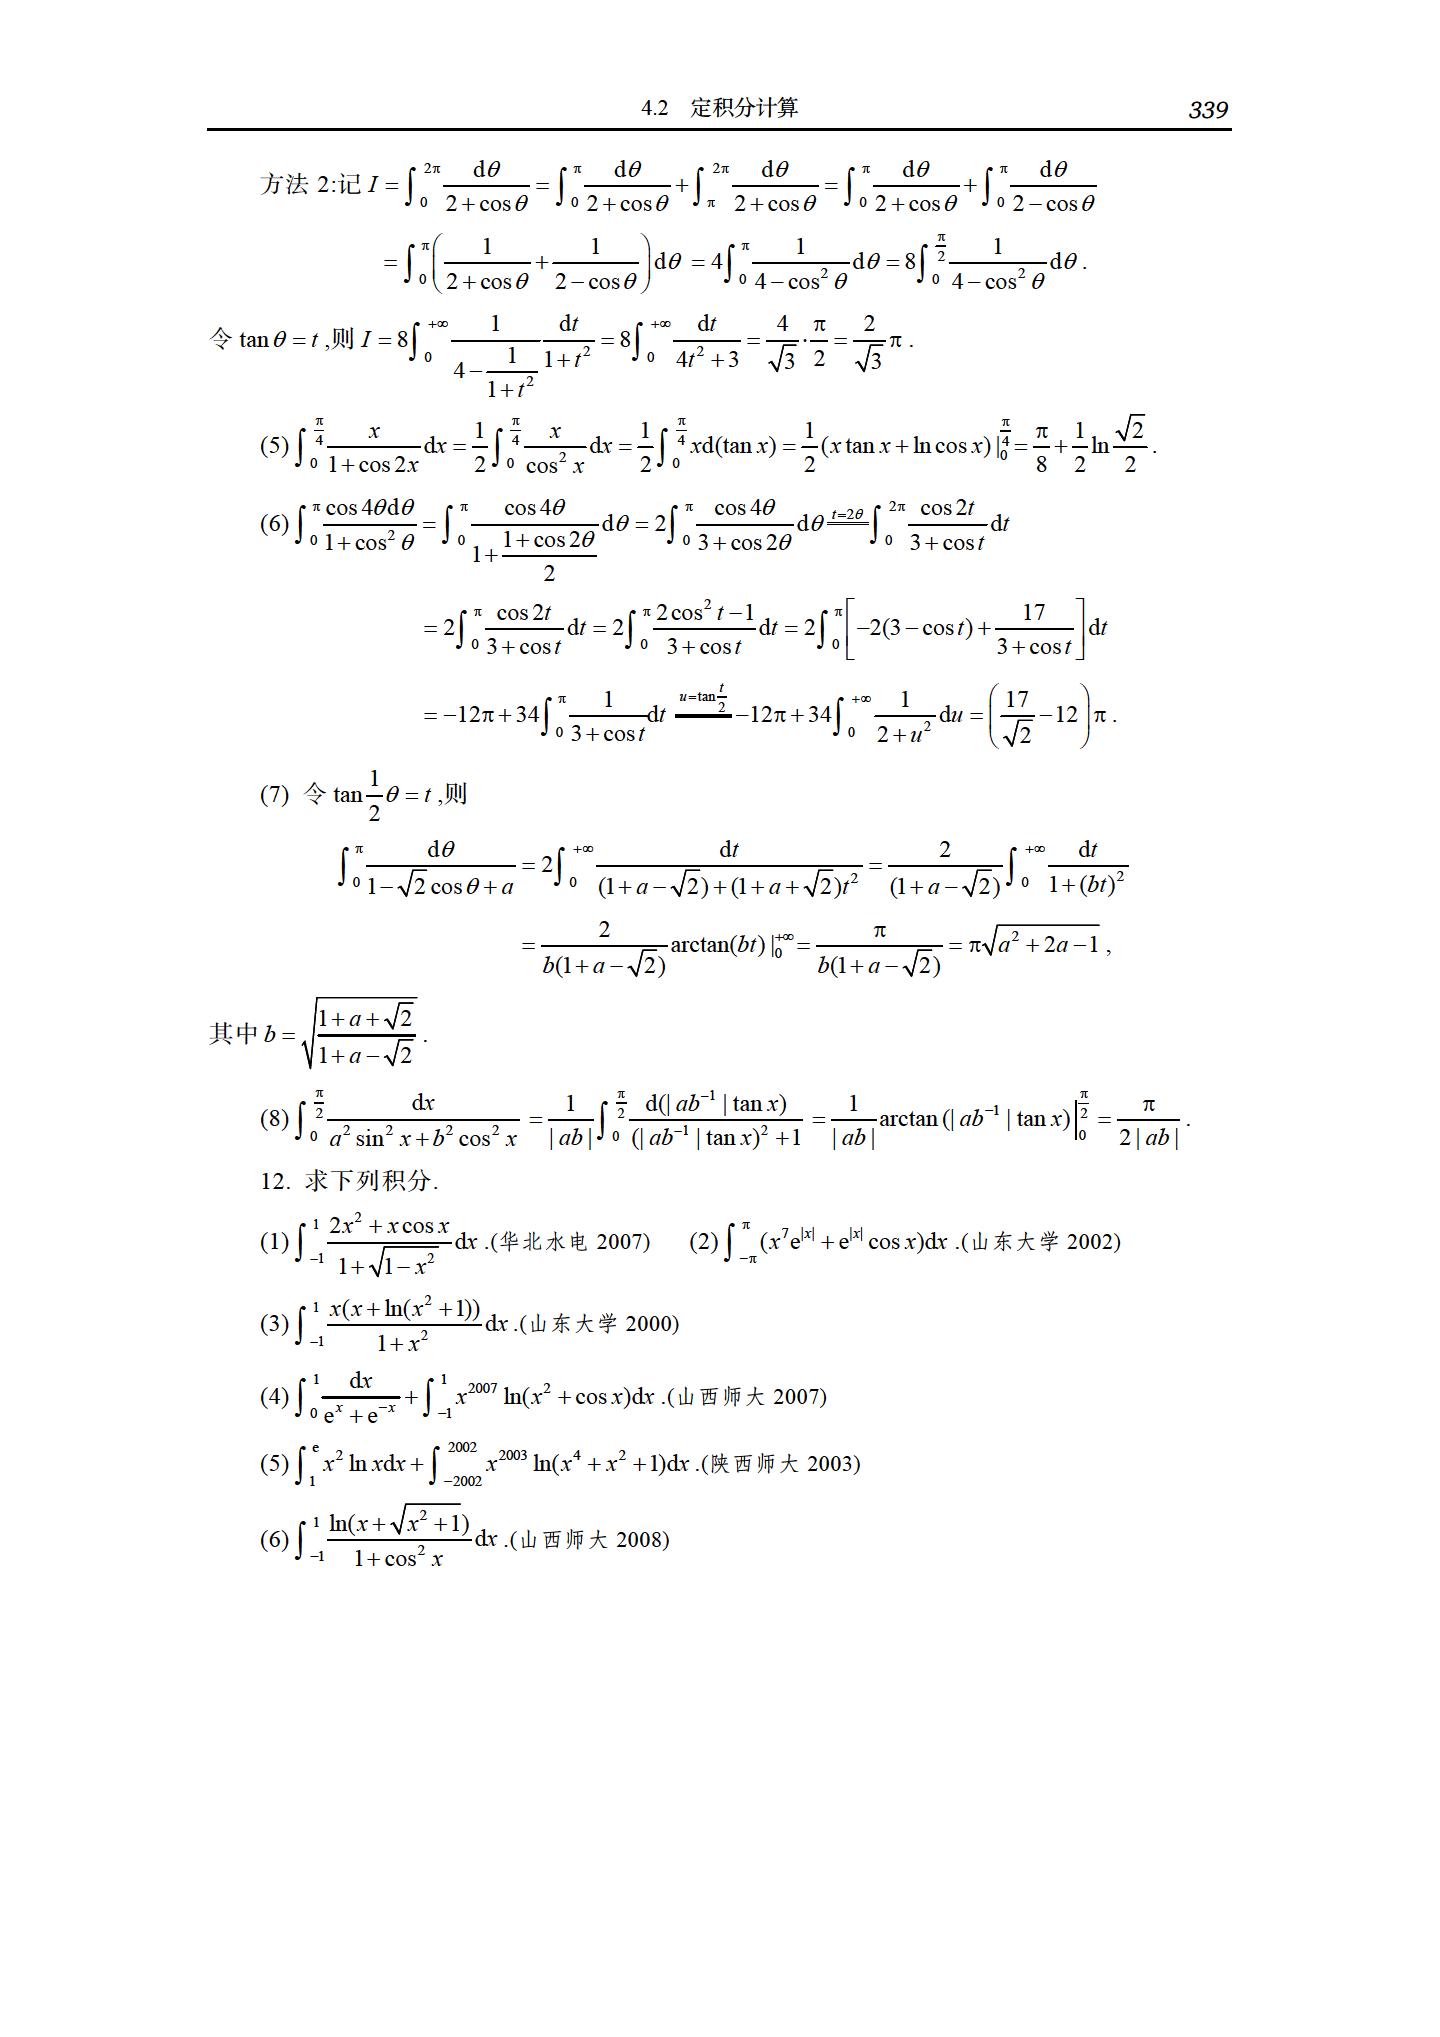 4.2 定积分计算 339
方法 2:记 $I=\int_0^{2\pi}\frac{d\theta}{2+\cos\theta}=\int_0^{\pi}\frac{d\theta}{2+\cos\theta}+\int_{\pi}^{2\pi}\frac{d\theta}{2+\cos\theta}=\int_0^{\pi}\frac{d\theta}{2+\cos\theta}+\int_0^{\pi}\frac{d\theta}{2-\cos\theta}$
$=\int_0^{\pi}\left(\frac{1}{2+\cos\theta}+\frac{1}{2-\cos\theta}\right)d\theta=4\int_0^{\pi}\frac{1}{4-\cos^2\theta}d\theta=8\int_0^{\frac{\pi}{2}}\frac{1}{4-\cos^2\theta}d\theta$ .
令 $\tan\theta=t$ ,则 $I=8\int_0^{+\infty}\frac{1}{4-\frac{1}{1+t^2}}\frac{dt}{1+t^2}=8\int_0^{+\infty}\frac{dt}{4t^2+3}=\frac{4}{\sqrt{3}}\cdot\frac{\pi}{2}=\frac{2}{\sqrt{3}}\pi$ .
(5) $\int_0^{\frac{\pi}{4}}\frac{x}{1+\cos 2x}dx=\frac{1}{2}\int_0^{\frac{\pi}{4}}\frac{x}{\cos^2 x}dx=\frac{1}{2}\int_0^{\frac{\pi}{4}}xd(\tan x)=\frac{1}{2}(x\tan x+\ln\cos x)|_0^{\frac{\pi}{4}}=\frac{\pi}{8}+\frac{1}{2}\ln\frac{\sqrt{2}}{2}$ .
(6) $\int_0^{\pi}\frac{\cos 4\theta d\theta}{1+\cos^2\theta}=\int_0^{\pi}\frac{\cos 4\theta}{1+\frac{1+\cos 2\theta}{2}}d\theta=2\int_0^{\pi}\frac{\cos 4\theta}{3+\cos 2\theta}d\theta\overset{t=2\theta}{=}\int_0^{2\pi}\frac{\cos 2t}{3+\cos t}dt$
$=2\int_0^{\pi}\frac{\cos 2t}{3+\cos t}dt=2\int_0^{\pi}\frac{2\cos^2 t-1}{3+\cos t}dt=2\int_0^{\pi}\left[-2(3-\cos t)+\frac{17}{3+\cos t}\right]dt$
$=-12\pi+34\int_0^{\pi}\frac{1}{3+\cos t}dt\overset{u=\tan\frac{t}{2}}{=}-12\pi+34\int_0^{+\infty}\frac{1}{2+u^2}du=\left(\frac{17}{\sqrt{2}}-12\right)\pi$ .
(7) 令 $\tan\frac{1}{2}\theta=t$ ,则
$\int_0^{\pi}\frac{d\theta}{1-\sqrt{2}\cos\theta+a}=2\int_0^{+\infty}\frac{dt}{(1+a-\sqrt{2})+(1+a+\sqrt{2})t^2}=\frac{2}{(1+a-\sqrt{2})}\int_0^{+\infty}\frac{dt}{1+(bt)^2}$
$=\frac{2}{b(1+a-\sqrt{2})}\arctan(bt)|_0^{+\infty}=\frac{\pi}{b(1+a-\sqrt{2})}=\pi\sqrt{a^2+2a-1}$ ,
其中 $b=\sqrt{\frac{1+a+\sqrt{2}}{1+a-\sqrt{2}}}$ .
(8) $\int_0^{\frac{\pi}{2}}\frac{dx}{a^2\sin^2 x+b^2\cos^2 x}=\frac{1}{|ab|}\int_0^{\frac{\pi}{2}}\frac{d(|ab^{-1}|\tan x)}{(|ab^{-1}|\tan x)^2+1}=\frac{1}{|ab|}\arctan(|ab^{-1}|\tan x)\Big|_0^{\frac{\pi}{2}}=\frac{\pi}{2|ab|}$ .
12. 求下列积分.
(1) $\int_{-1}^{1}\frac{2x^2+x\cos x}{1+\sqrt{1-x^2}}dx$ .(华北水电 2007) (2) $\int_{-\pi}^{\pi}(x^7e^{|x|}+e^{|x|}\cos x)dx$ .(山东大学 2002)
(3) $\int_{-1}^{1}\frac{x(x+\ln(x^2+1))}{1+x^2}dx$ .(山东大学 2000)
(4) $\int_0^1\frac{dx}{e^x+e^{-x}}+\int_{-1}^{1}x^{2007}\ln(x^2+\cos x)dx$ .(山西师大 2007)
(5) $\int_1^e x^2\ln xdx+\int_{-2002}^{2002}x^{2003}\ln(x^4+x^2+1)dx$ .(陕西师大 2003)
(6) $\int_{-1}^{1}\frac{\ln(x+\sqrt{x^2+1})}{1+\cos^2 x}dx$ .(山西师大 2008)